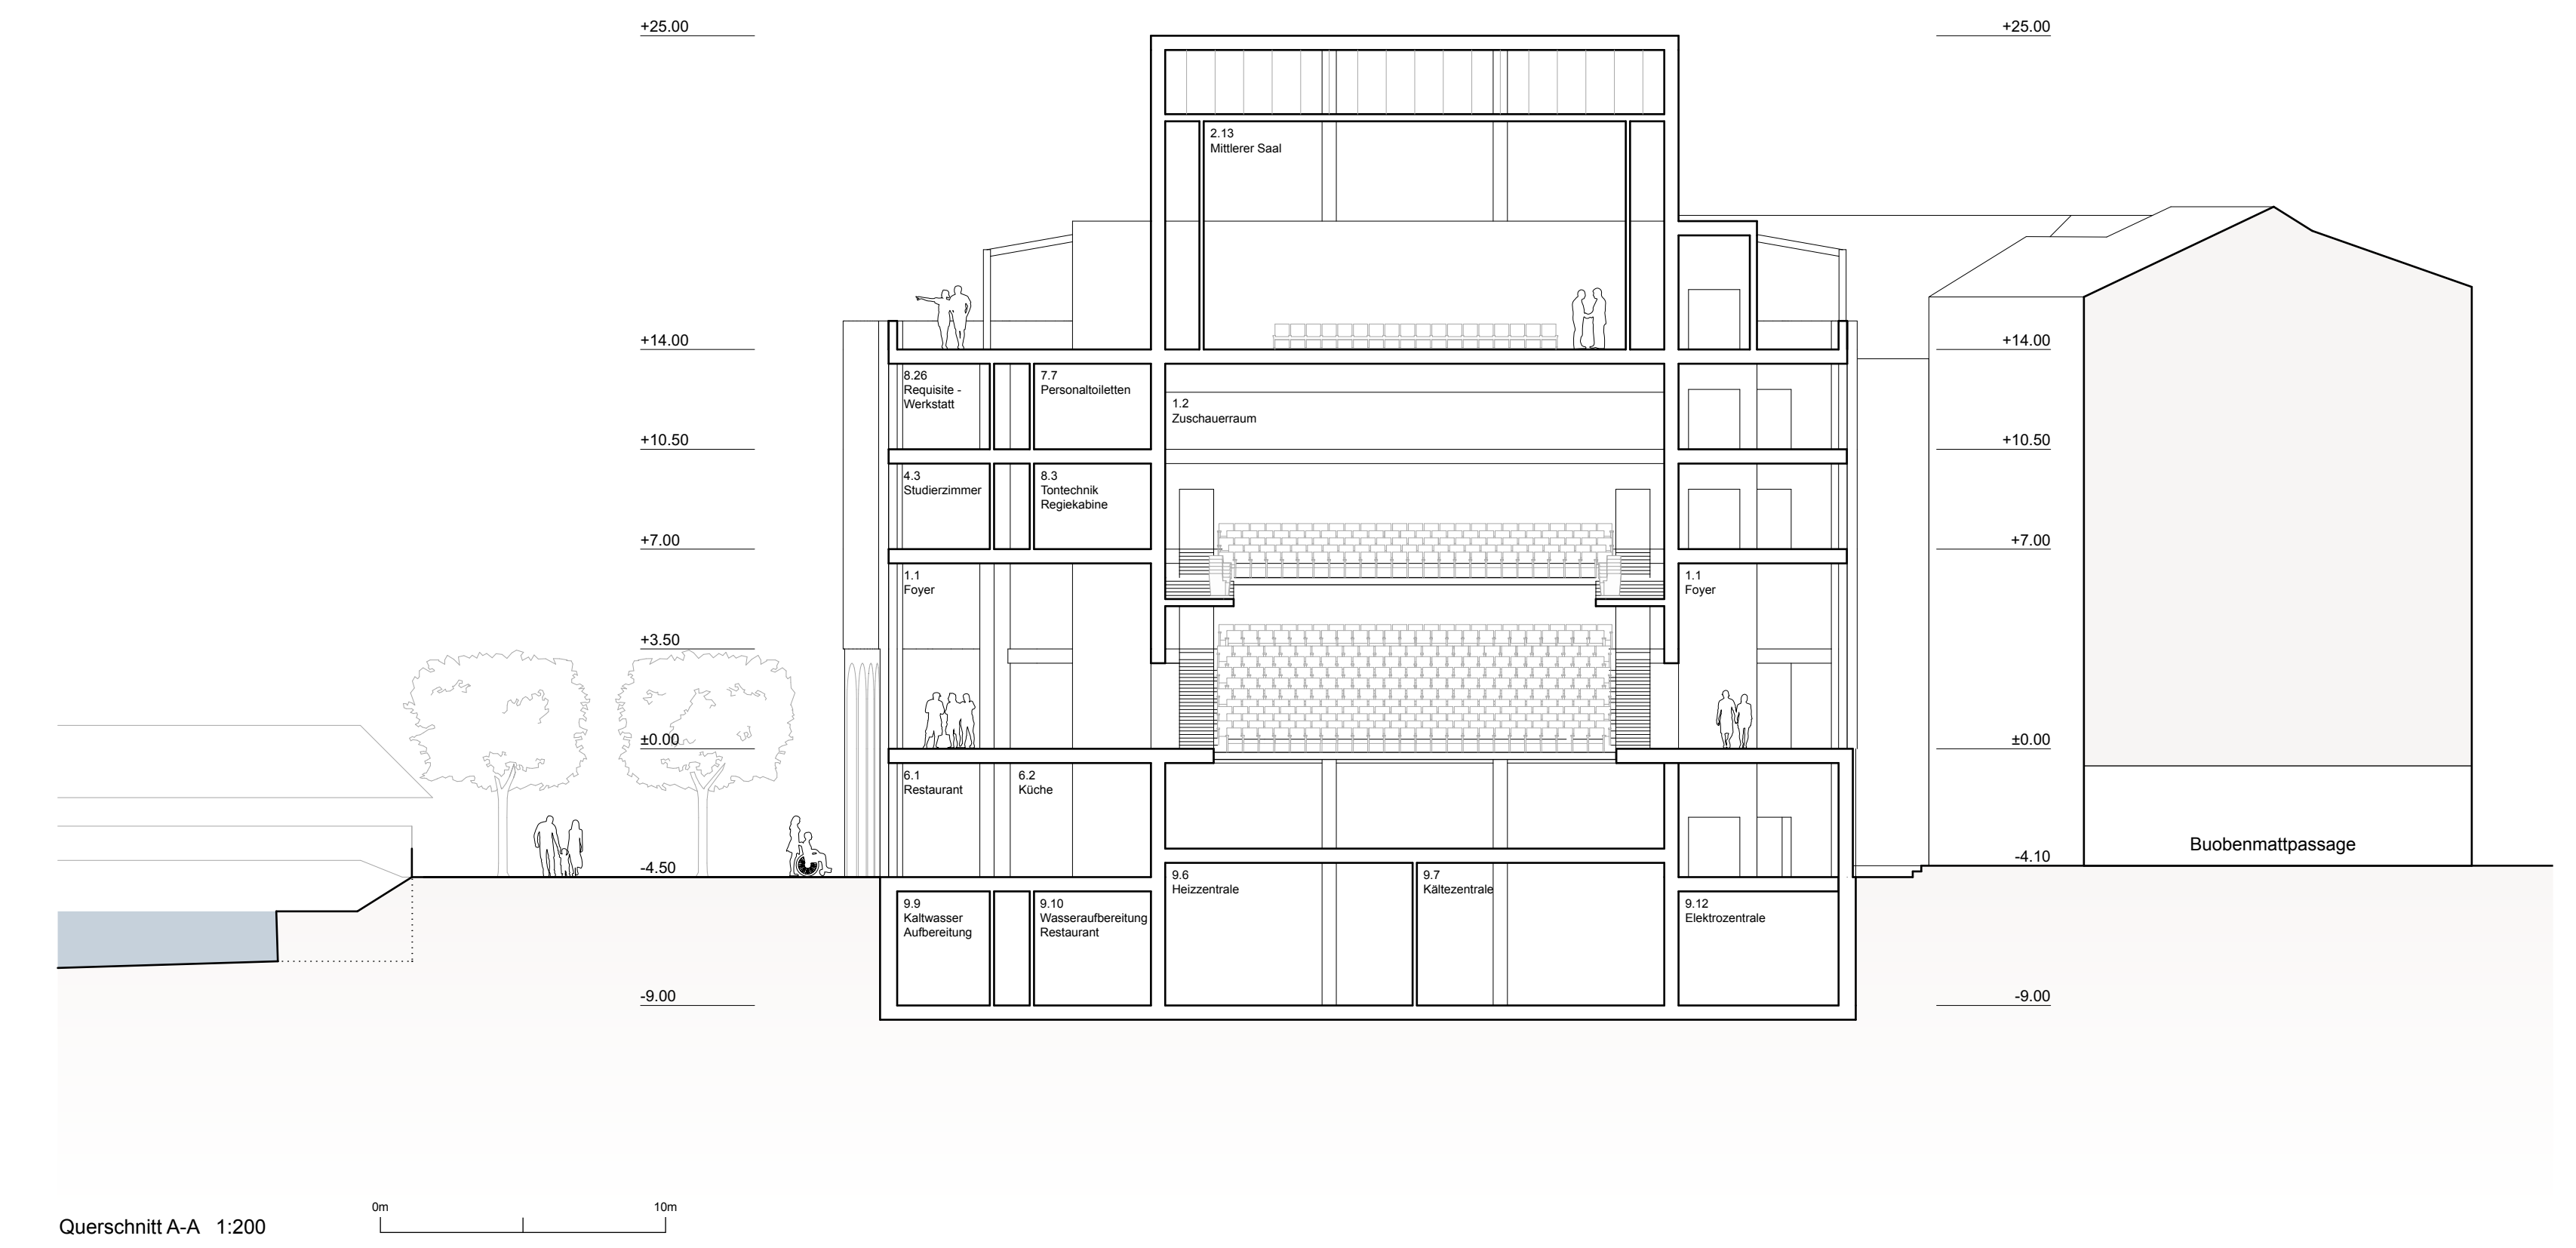 +25.00
+25.00
2.13
Mittlerer Saal
+14.00
+14.00
8.26
Requisite -
Werkstatt
7.7
Personaltoiletten
1.2
Zuschauerraum
+10.50
+10.50
4.3
Studierzimmer
8.3
Tontechnik
Regiekabine
+7.00
+7.00
1.1
Foyer
1.1
Foyer
+3.50
±0.00
±0.00
6.1
Restaurant
6.2
Küche
Buobenmattpassage
-4.50
-4.10
9.6
Heizzentrale
9.7
Kältezentrale
9.9
Kaltwasser
Aufbereitung
9.10
Wasseraufbereitung
Restaurant
9.12
Elektrozentrale
-9.00
-9.00
0m
10m
Querschnitt A-A 1:200